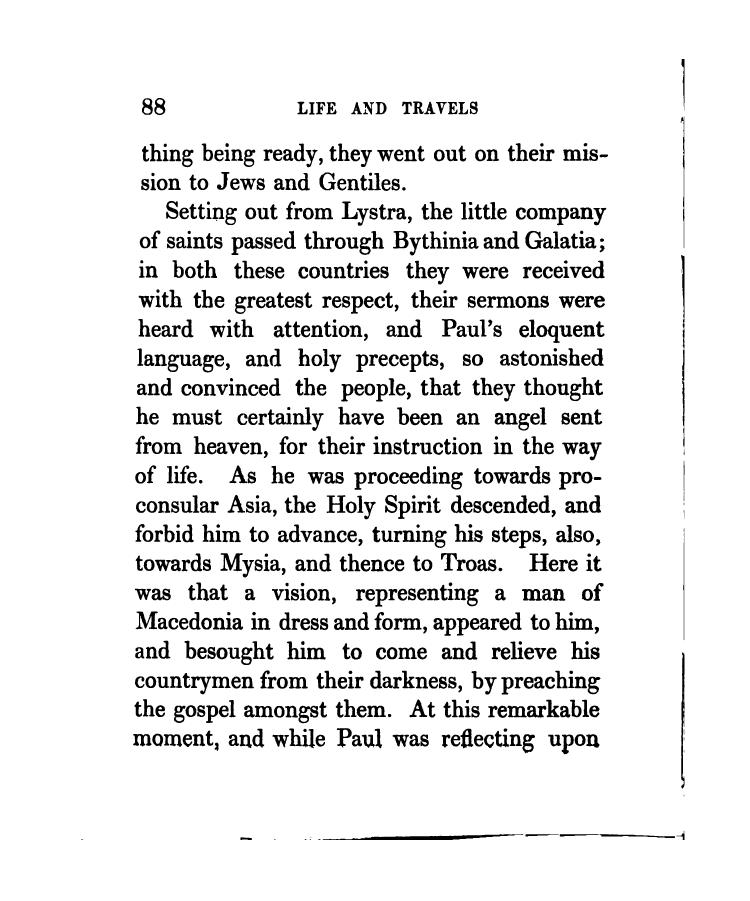 88 LIFE AND TRAVELS
thing being ready, they went out on their mis-
sion to Jews and Gentiles.
Setting out from Lystra, the little company
of saints passed through Bythinia and Galatia;
in both these countries they were received
with the greatest respect, their sermons were
heard with attention, and Paul's eloquent
language, and holy precepts, so astonished
and convinced the people, that they thought
he must certainly have been an angel sent
from heaven, for their instruction in the way
of life. As he was proceeding towards pro-
consular Asia, the Holy Spirit descended, and
forbid him to advance, turning his steps, also,
towards Mysia, and thence to Troas. Here it
was that a vision, representing a man of
Macedonia in dress and form, appeared to him,
and besought him to come and relieve his
countrymen from their darkness, by preaching
the gospel amongst them. At this remarkable
moment, and while Paul was reflecting upon